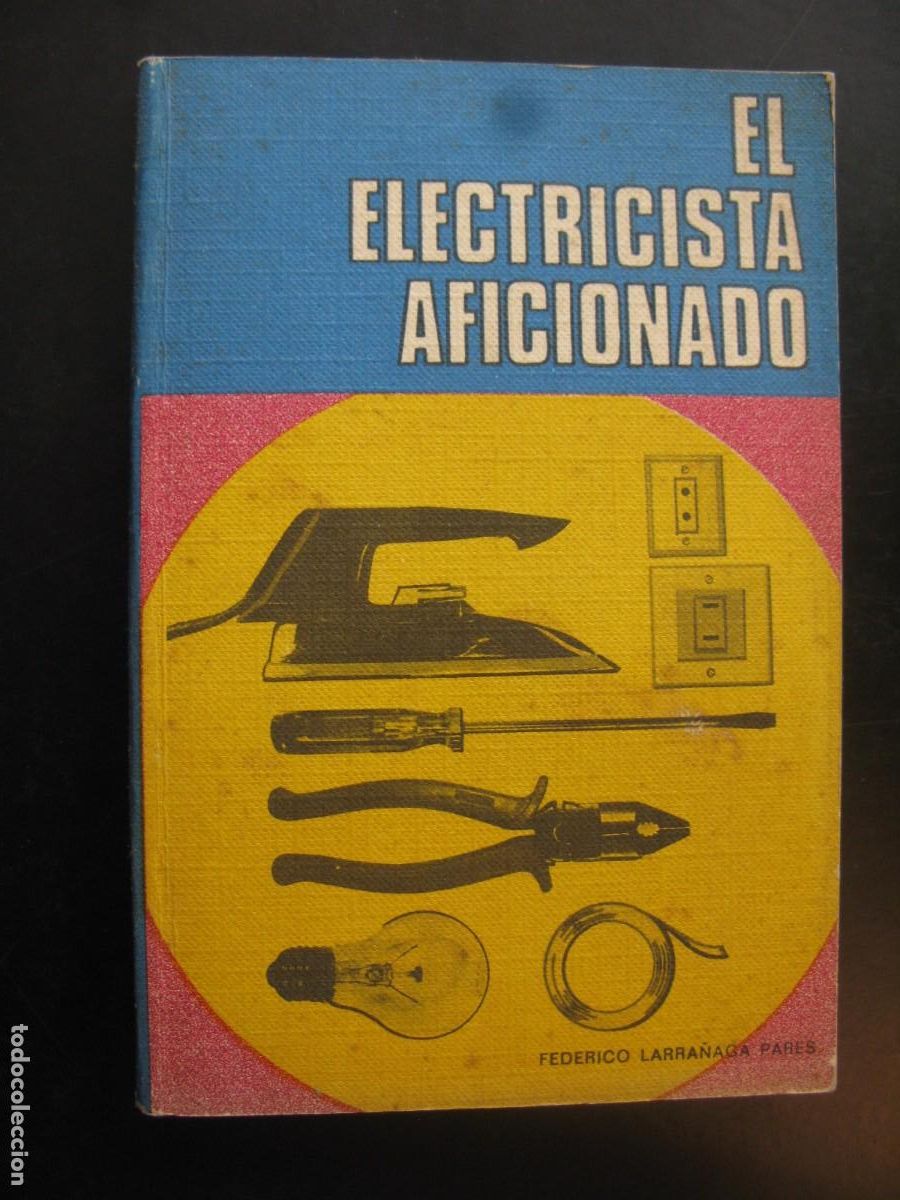 EL
ELECTRICISTA
AFICIONADO
FEDERICO LARRAÑAGA PARES
todocoleccion